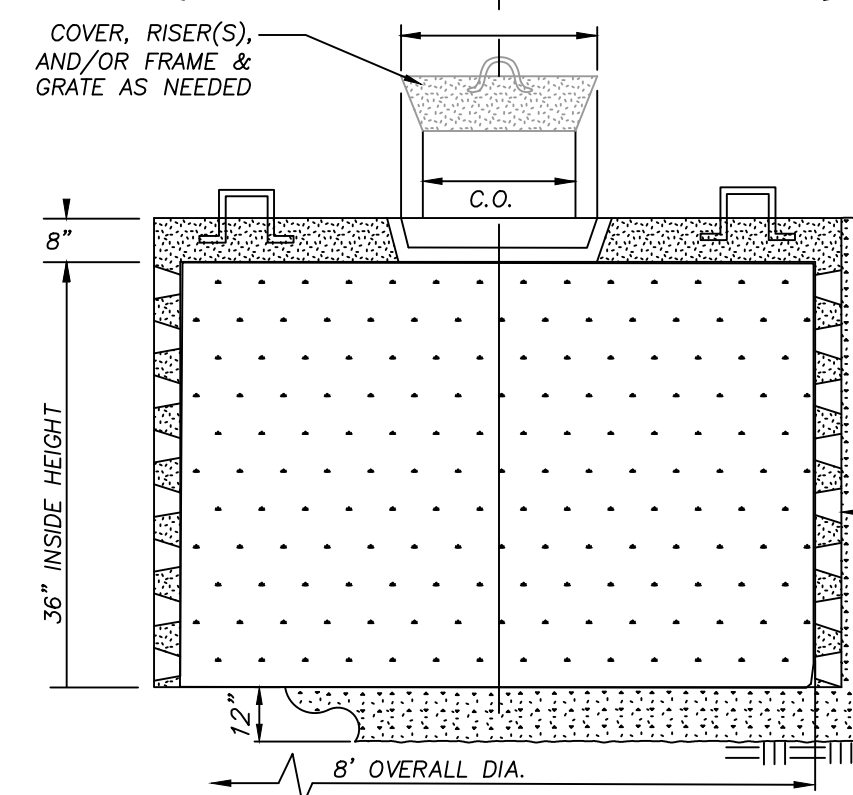 COVER, RISER(S),
AND/OR FRAME &
GRATE AS NEEDED
C.O.
8"
36" INSIDE HEIGHT
12"
8' OVERALL DIA.